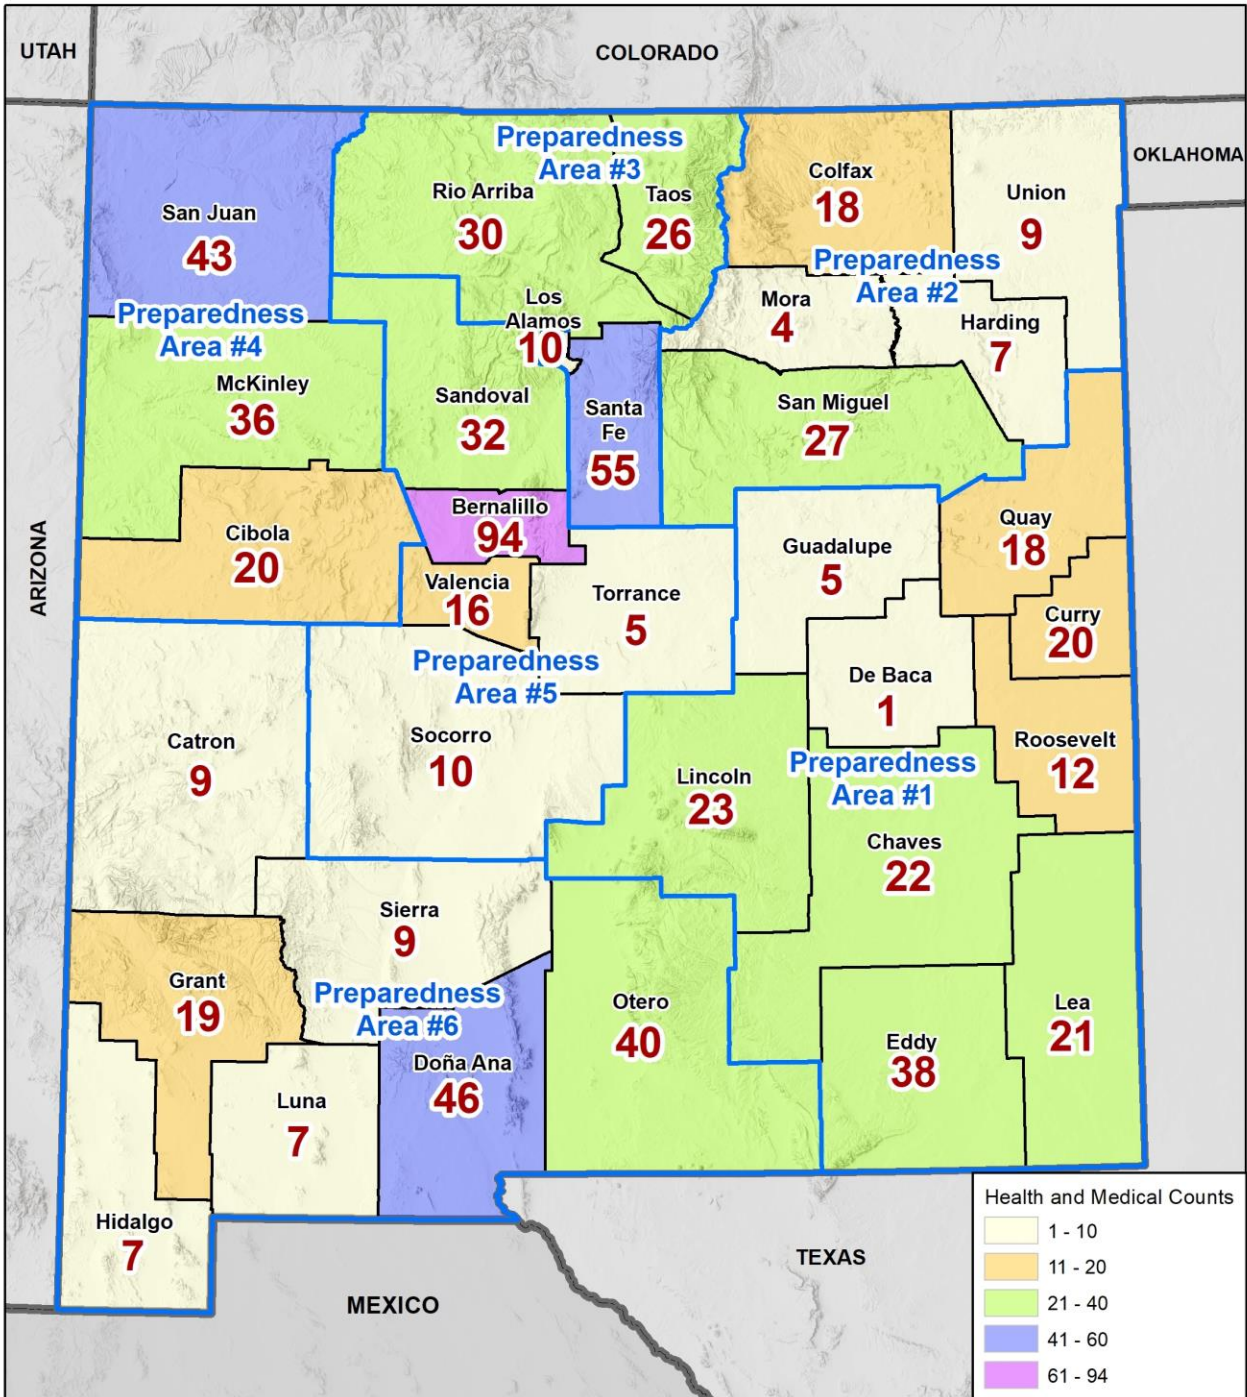 UTAH
COLORADO
OKLAHOMA
ARIZONA
Preparedness
Area #3
San Juan
43
Rio Arriba
30
Taos
26
Colfax
18
Union
9
Preparedness
Area #2
Preparedness
Area #4
Los
Alamos
10
Mora
4
Harding
7
McKinley
36
Sandoval
32
Santa
Fe
55
San Miguel
27
Bernalillo
94
Cibola
20
Valencia
16
Torrance
5
Guadalupe
5
Quay
18
Curry
20
Preparedness
Area #5
De Baca
1
Catron
9
Socorro
10
Lincoln
23
Preparedness
Area #1
Roosevelt
12
Chaves
22
Sierra
9
Grant
19
Preparedness
Area #6
Otero
40
Eddy
38
Lea
21
Doña Ana
46
Luna
7
Hidalgo
7
MEXICO
TEXAS
Health and Medical Counts
1 - 10
11 - 20
21 - 40
41 - 60
61 - 94